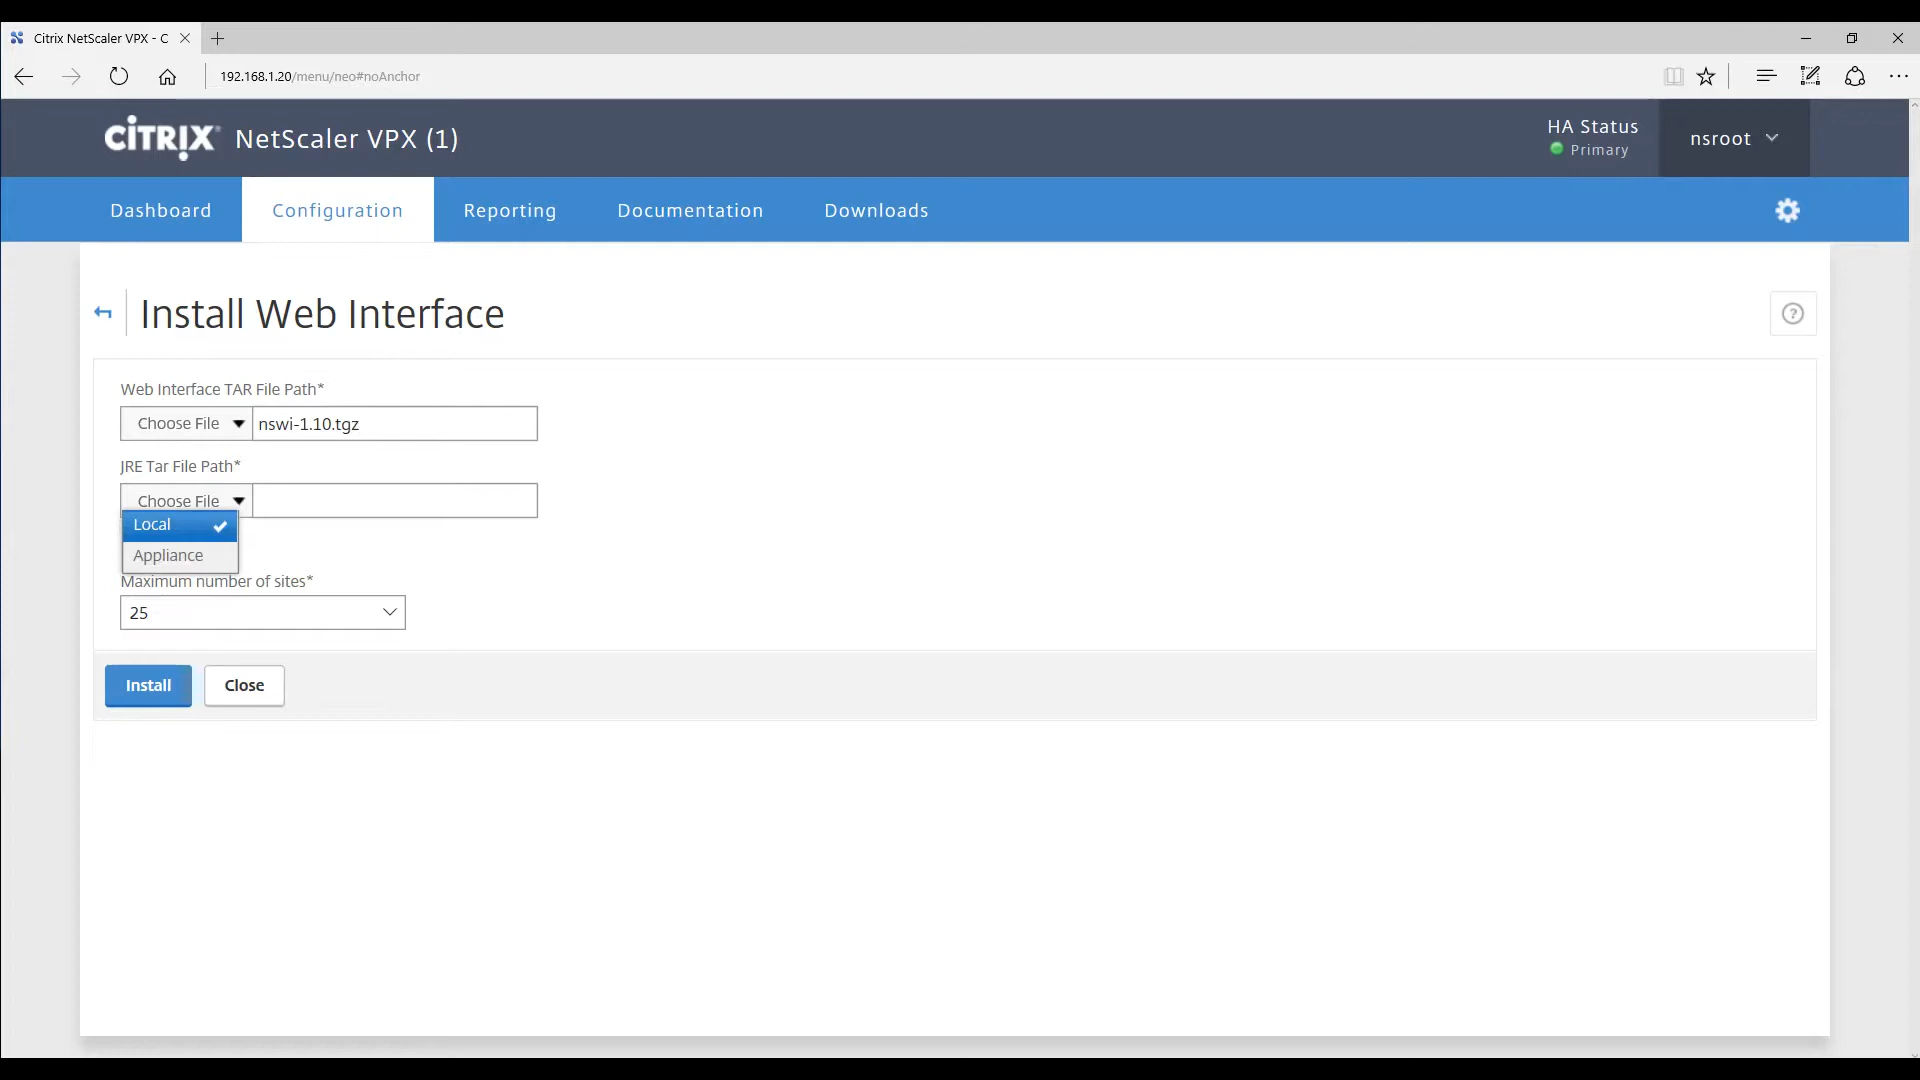 Citrix NetScaler VPX - C
192.168.1.20/menu/neo#noAnchor
CITRIX NetScaler VPX (1)
HA Status
Primary
nsroot
Dashboard Configuration Reporting Documentation Downloads
Install Web Interface
?
Web Interface TAR File Path*
Choose File nswi-1.10.tgz
JRE Tar File Path*
Choose File
Local
Appliance
Maximum number of sites*
25
Install Close